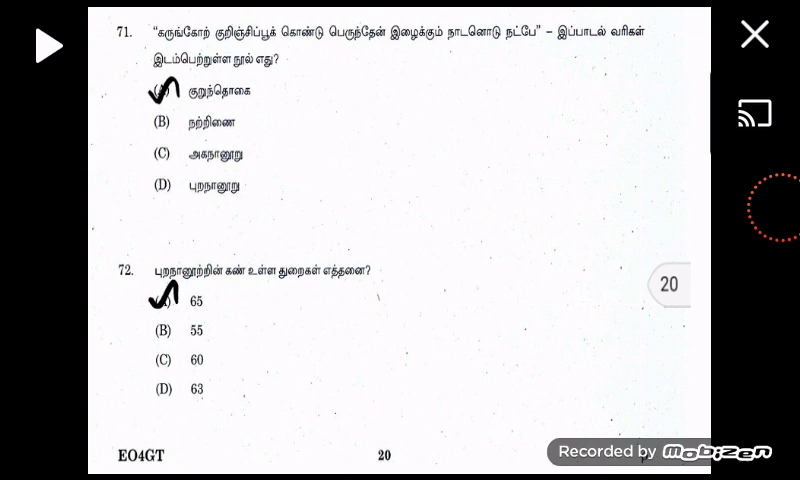 71. “கருங்கோற் குறிஞ்சிப்பூக் கொண்டு பெருந்தேன் இழைக்கும் நாடனொடு நட்பே” – இப்பாடல் வரிகள்
இடம்பெற்றுள்ள நூல் எது?
(A) குறுந்தொகை
(B) நற்றிணை
(C) அகநானூறு
(D) புறநானூறு
72. புறநானூற்றின் கண் உள்ள துறைகள் எத்தனை?
20
(A) 65
(B) 55
(C) 60
(D) 63
EO4GT 20
Recorded by mobizen